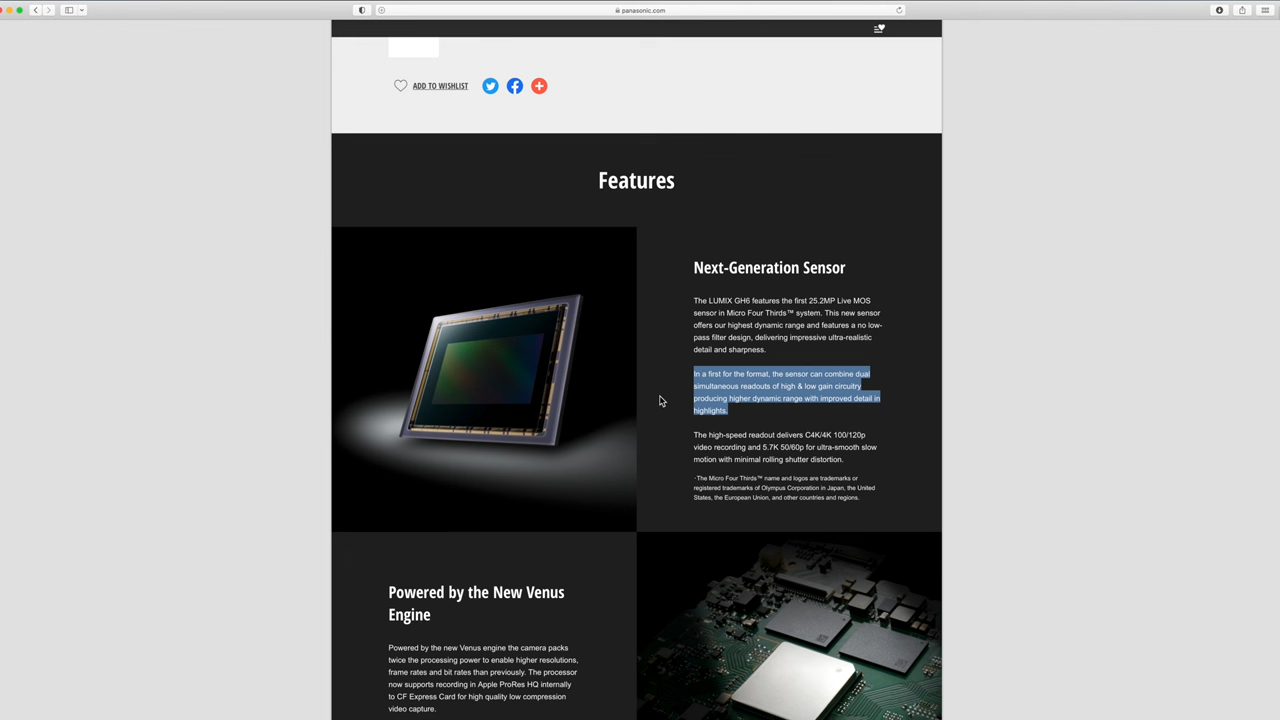 panasonic.com
ADD TO WISHLIST
Features
Next-Generation Sensor
The LUMIX GH6 features the first 25.2MP Live MOS
sensor in Micro Four Thirds™ system. This new sensor
offers our highest dynamic range and features a no low-
pass filter design, delivering impressive ultra-realistic
detail and sharpness.
In a first for the format, the sensor can combine dual
simultaneous readouts of high & low gain circuitry
producing higher dynamic range with improved detail in
highlights.
The high-speed readout delivers C4K/4K 100/120p
video recording and 5.7K 50/60p for ultra-smooth slow
motion with minimal rolling shutter distortion.
·The Micro Four Thirds™ name and logos are trademarks or
registered trademarks of Olympus Corporation in Japan, the United
States, the European Union, and other countries and regions.
Powered by the New Venus
Engine
Powered by the new Venus engine the camera packs
twice the processing power to enable higher resolutions,
frame rates and bit rates than previously. The processor
now supports recording in Apple ProRes HQ internally
to CF Express Card for high quality low compression
video capture.